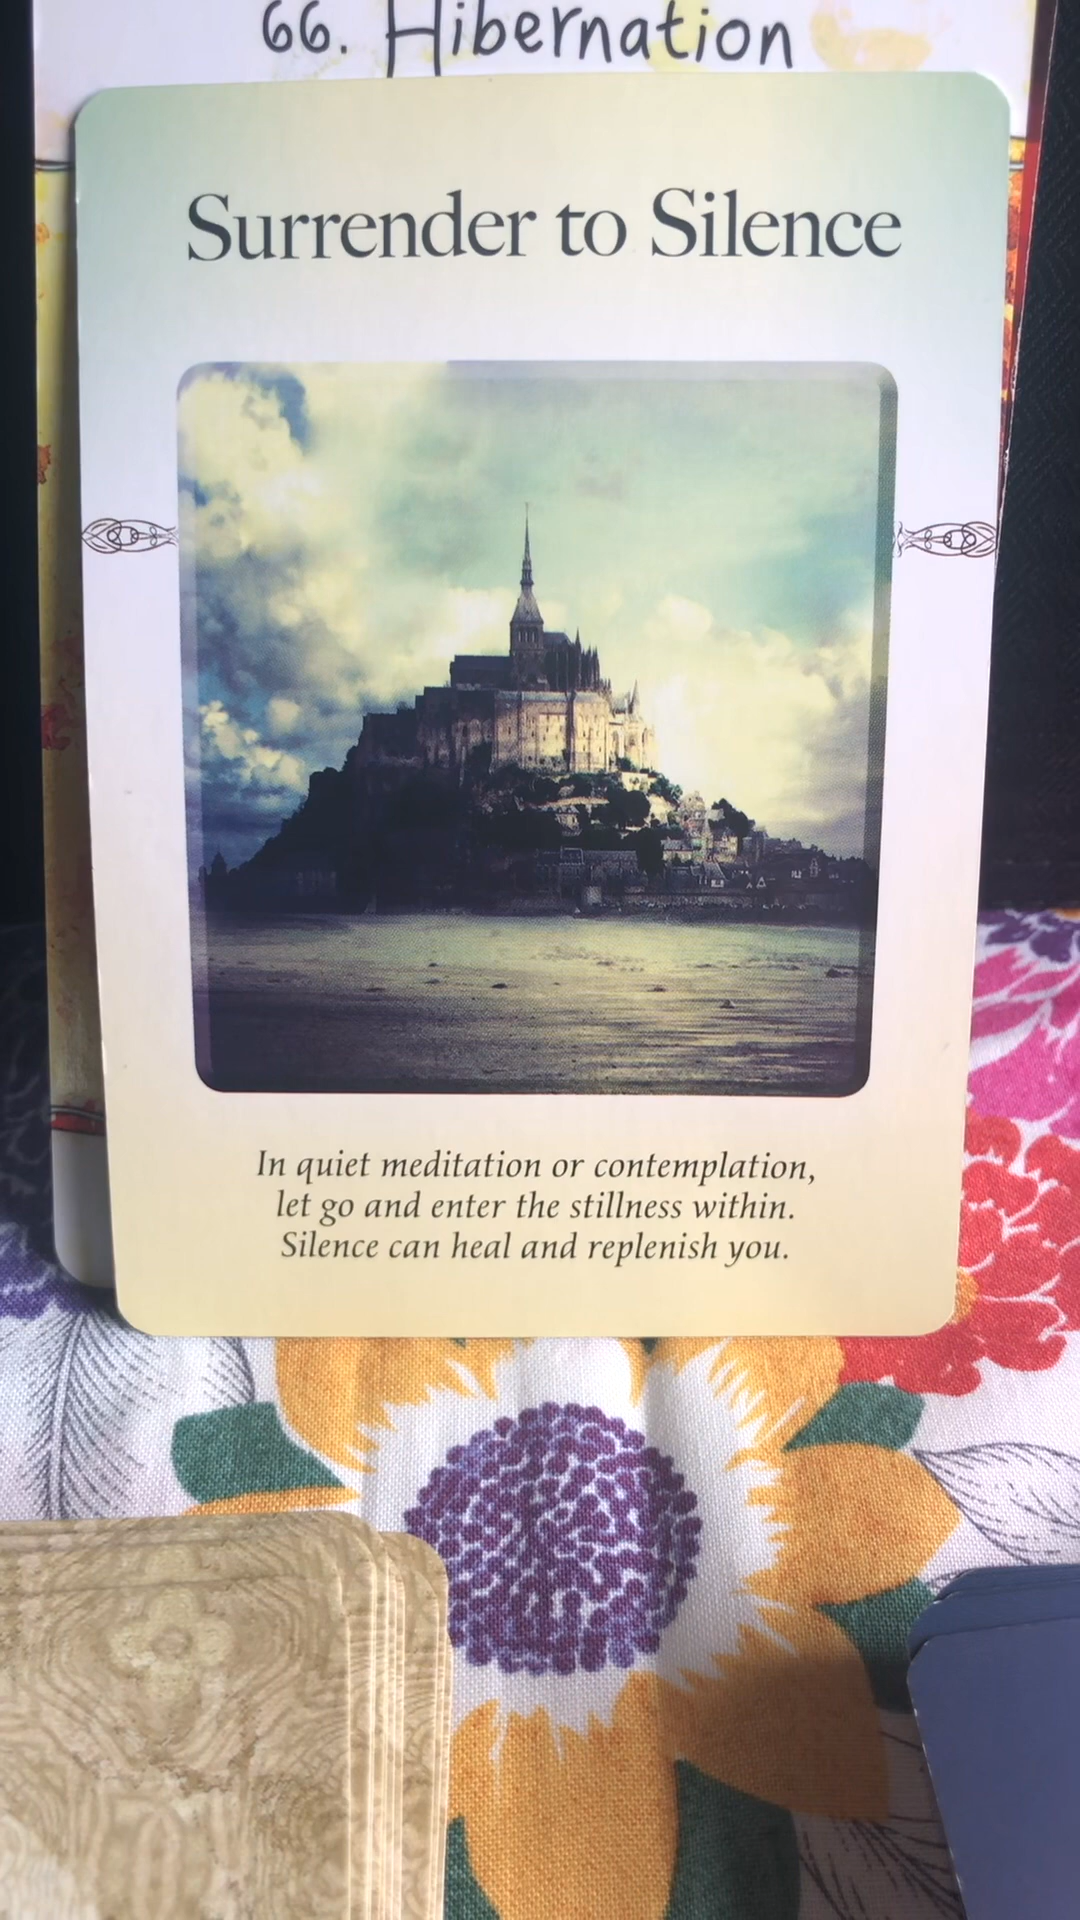 66. Hibernation
Surrender to Silence
In quiet meditation or contemplation,
let go and enter the stillness within.
Silence can heal and replenish you.